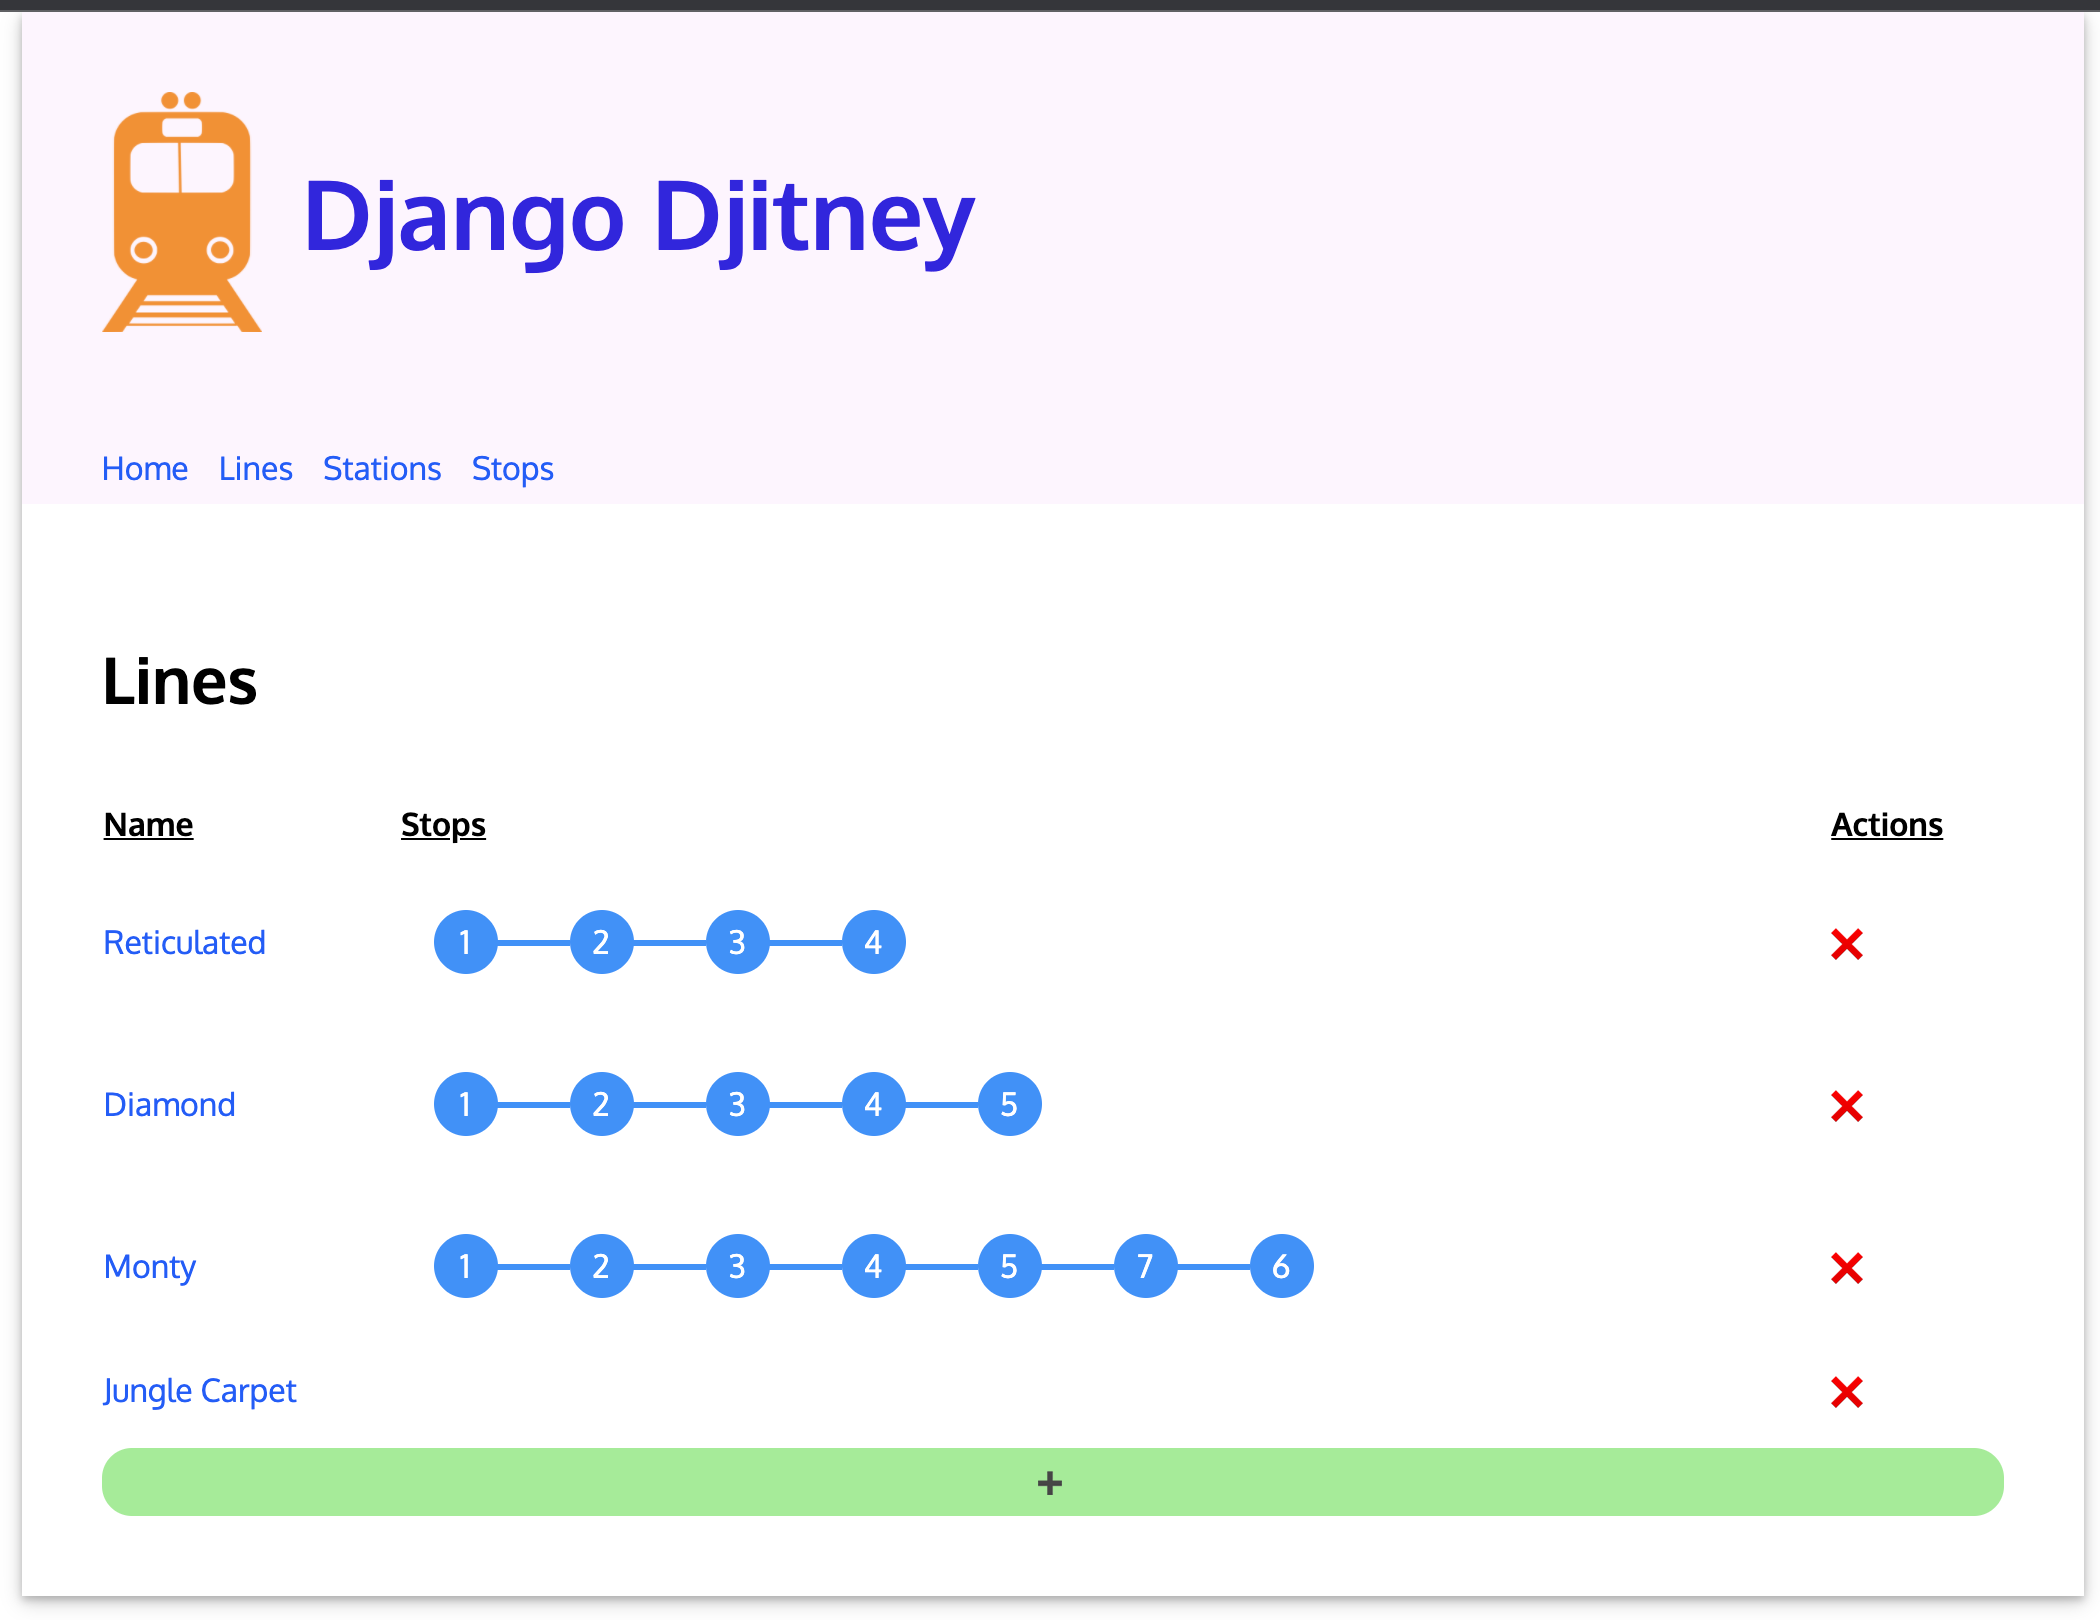 Django Djitney
Home Lines Stations Stops
Lines
Name Stops Actions
Reticulated 1 2 3 4
Diamond 1 2 3 4 5
Monty 1 2 3 4 5 7 6
Jungle Carpet
+